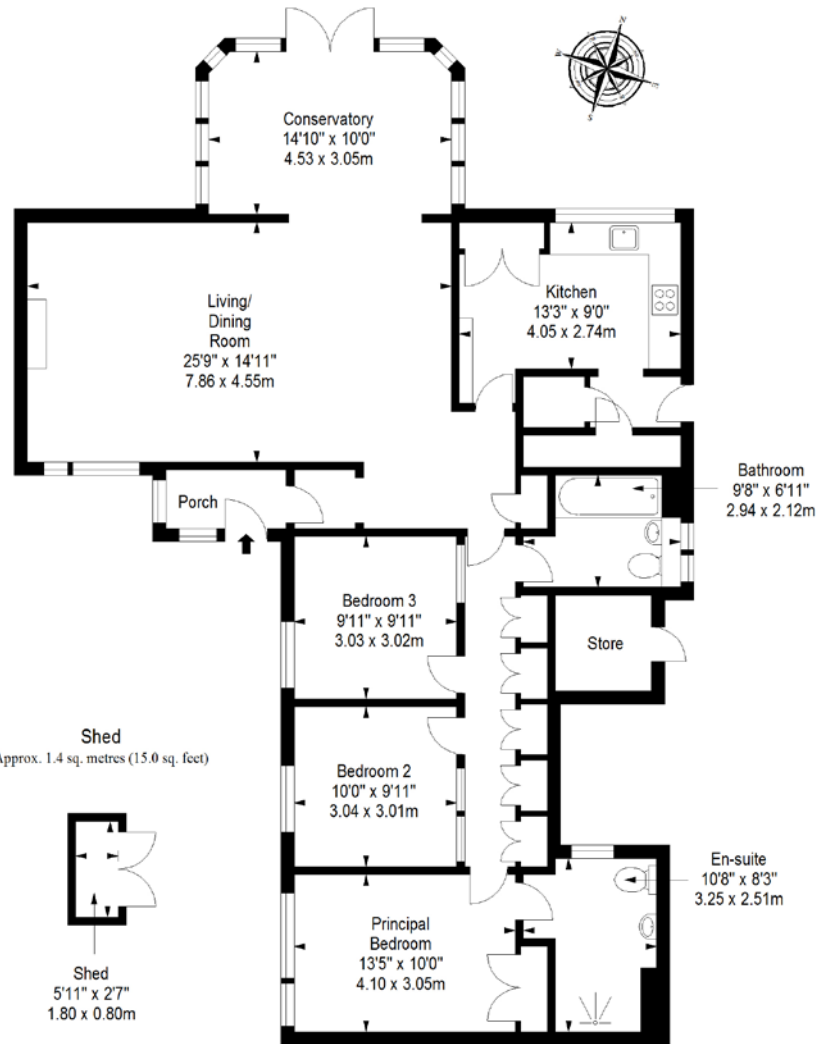 N
W
E
S
Conservatory
14'10" x 10'0"
4.53 x 3.05m
Living/
Dining
Room
25'9" x 14'11"
7.86 x 4.55m
Kitchen
13'3" x 9'0"
4.05 x 2.74m
Porch
Bathroom
9'8" x 6'11"
2.94 x 2.12m
Bedroom 3
9'11" x 9'11"
3.03 x 3.02m
Store
Shed
Approx. 1.4 sq. metres (15.0 sq. feet)
Bedroom 2
10'0" x 9'11"
3.04 x 3.01m
En-suite
10'8" x 8'3"
3.25 x 2.51m
Principal
Bedroom
13'5" x 10'0"
4.10 x 3.05m
Shed
5'11" x 2'7"
1.80 x 0.80m